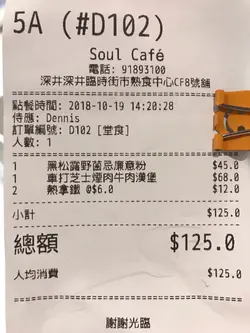 5A (#D102)
Soul Café
電話: 91893100
深井深井臨時街市熟食中心CF8號舖
點餐時間: 2018-10-19 14:20:28
侍應: Dennis
訂單編號: D102 [堂食]
人數: 1
1 黑松露野菌忌廉意粉 $45.0
1 車打芝士煙肉牛肉漢堡 $68.0
2 熱拿鐵 @$6.0 $12.0
小計 $125.0
總額 $125.0
人均消費 $125.0
謝謝光臨